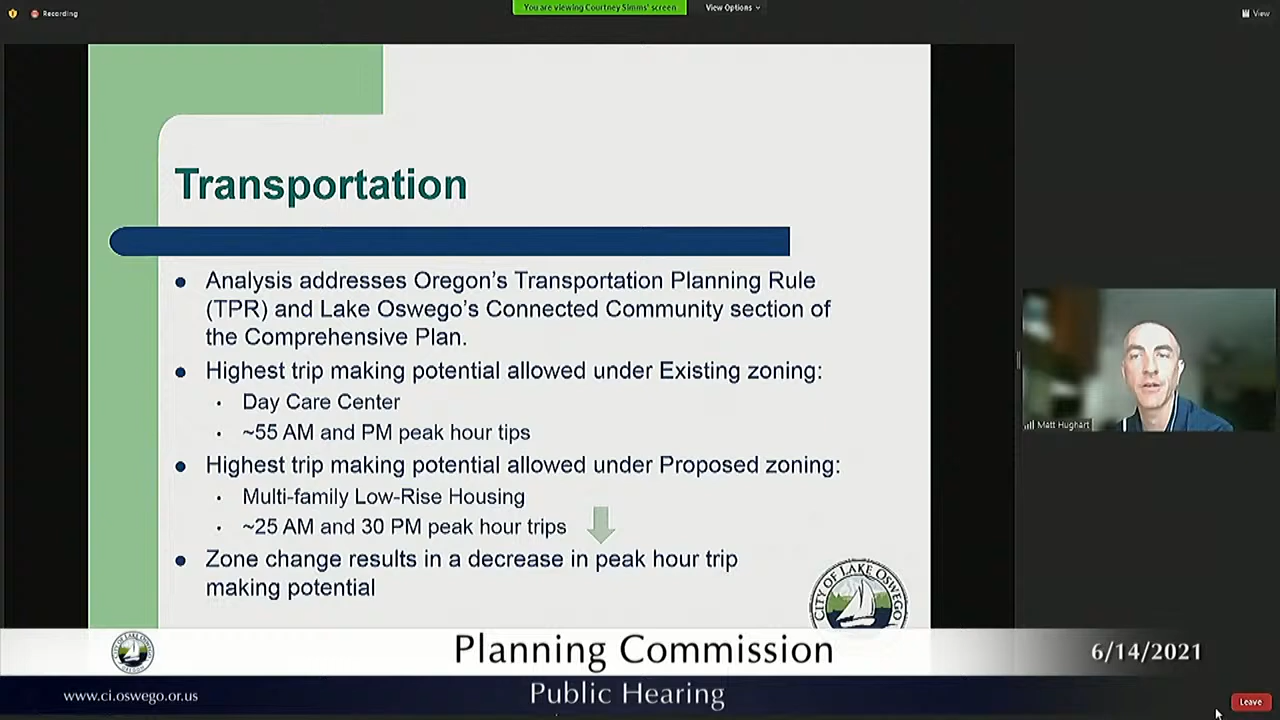 Recording
You are viewing Courtney Simms' screen
View Options
View
Transportation
• Analysis addresses Oregon's Transportation Planning Rule
(TPR) and Lake Oswego's Connected Community section of
the Comprehensive Plan.
• Highest trip making potential allowed under Existing zoning:
• Day Care Center
• ~55 AM and PM peak hour tips
• Highest trip making potential allowed under Proposed zoning:
• Multi-family Low-Rise Housing
• ~25 AM and 30 PM peak hour trips
• Zone change results in a decrease in peak hour trip
making potential
CITY OF LAKE OSWEGO
Matt Hughart
CITY OF LAKE OSWEGO
Planning Commission
6/14/2021
www.ci.oswego.or.us
Public Hearing
Leave